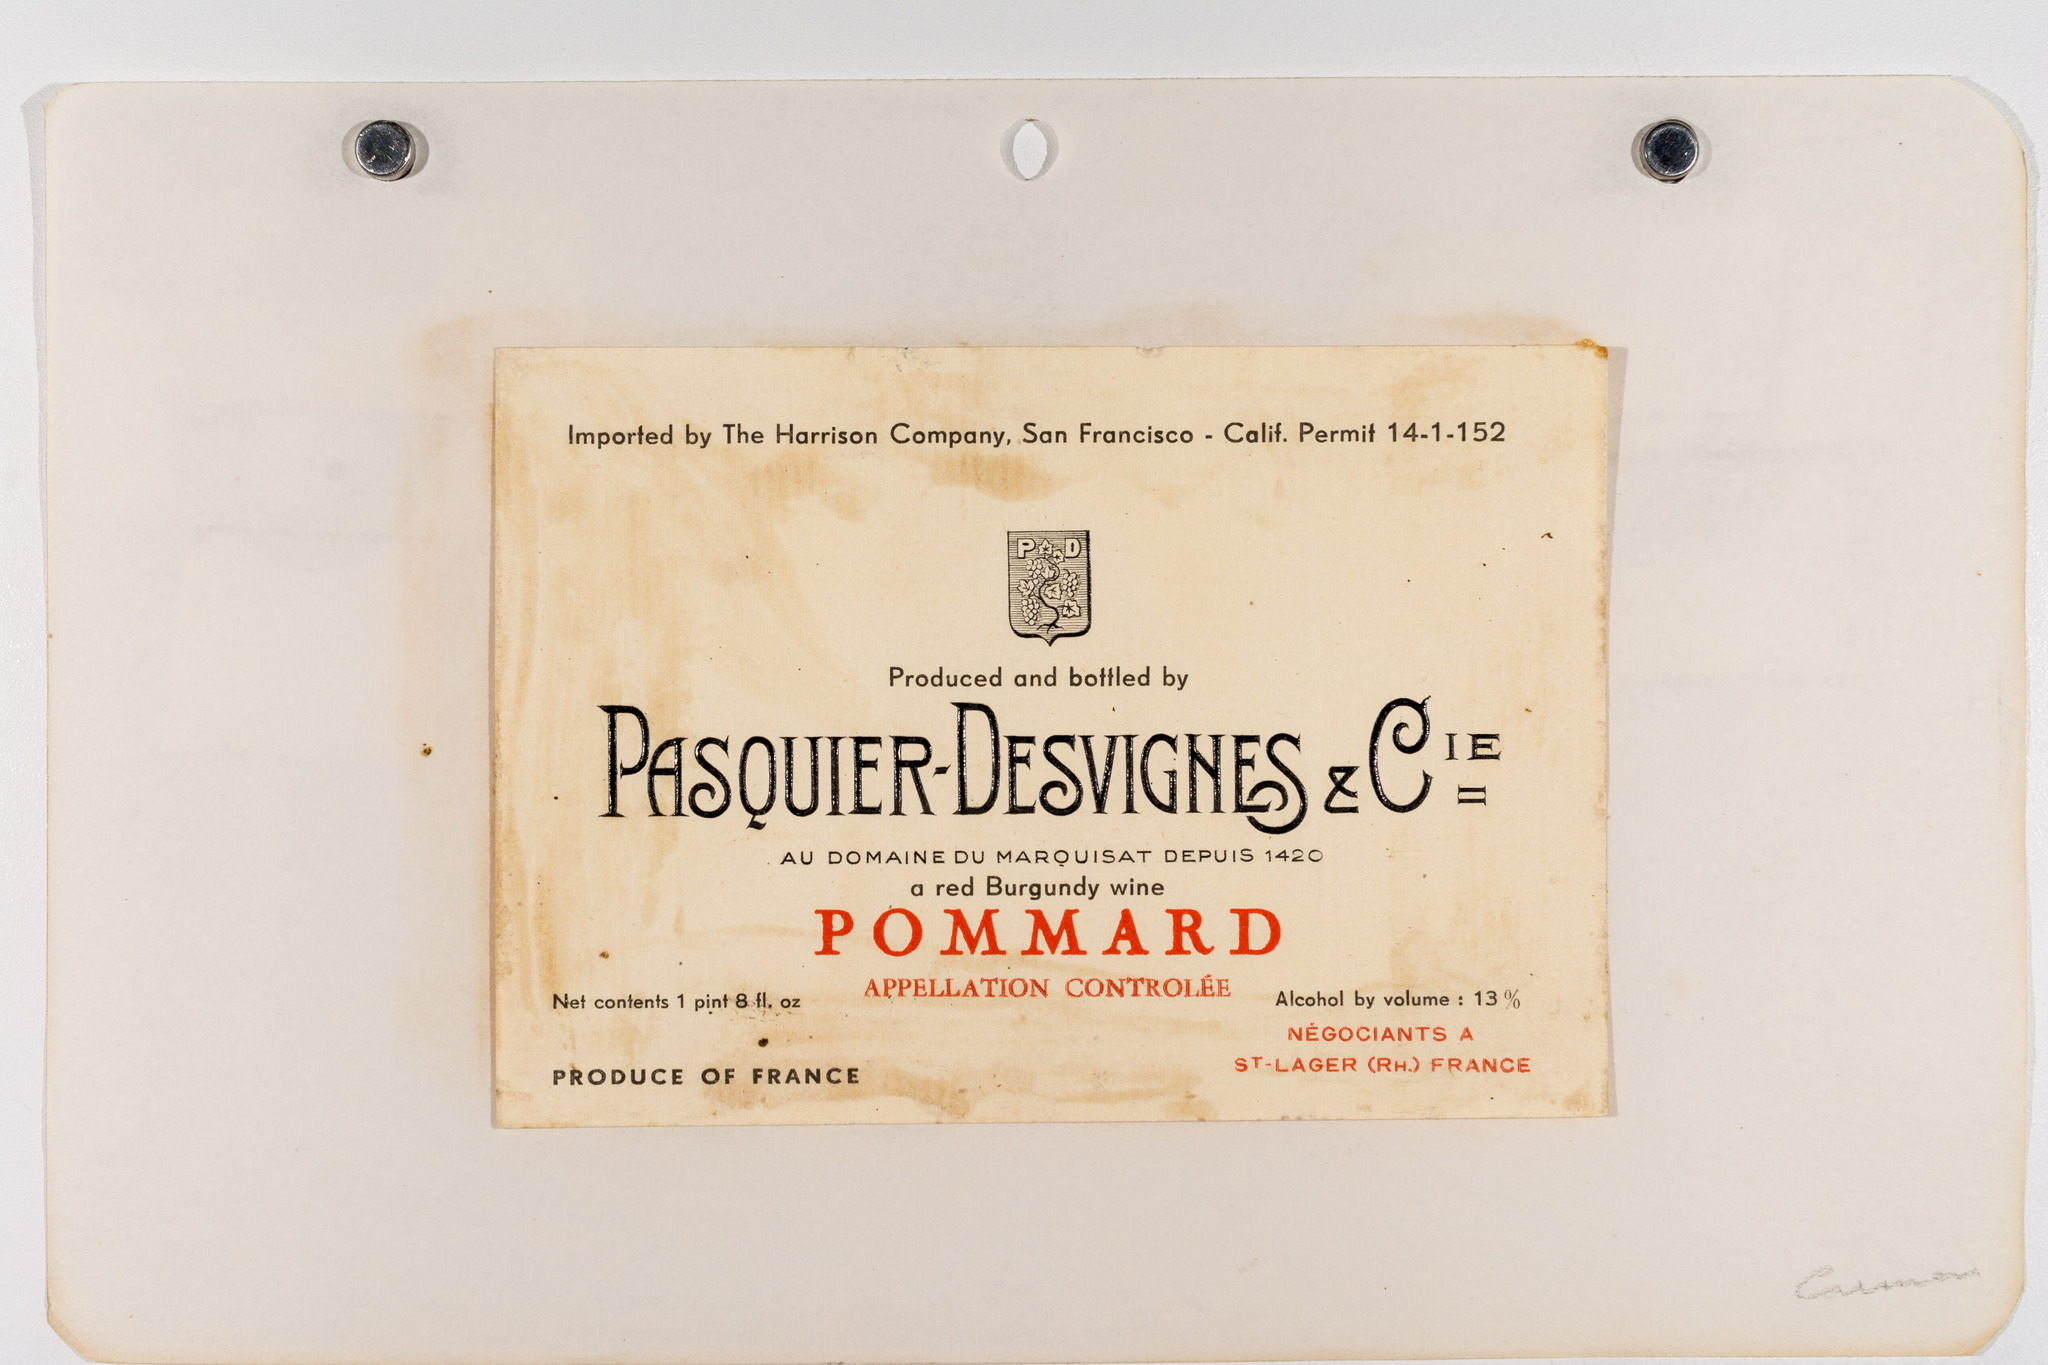 Imported by The Harrison Company, San Francisco - Calif. Permit 14-1-152
P D
Produced and bottled by
PASQUIER-DESVIGNES & CIE
AU DOMAINE DU MARQUISAT DEPUIS 1420
a red Burgundy wine
POMMARD
APPELLATION CONTROLÉE
Net contents 1 pint 8 fl. oz
Alcohol by volume : 13 %
NÉGOCIANTS A
ST-LAGER (RH.) FRANCE
PRODUCE OF FRANCE